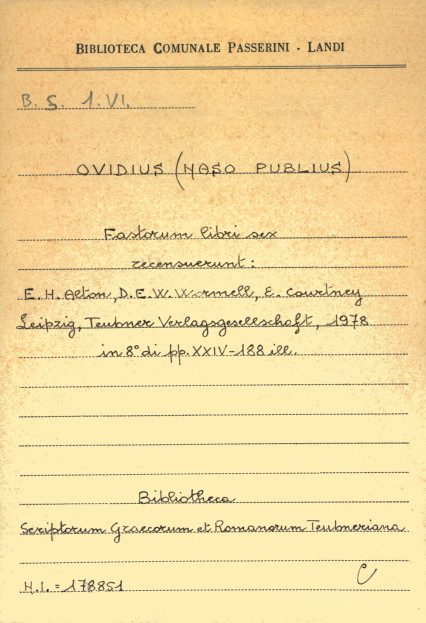 BIBLIOTECA COMUNALE PASSERINI - LANDI
B. S. 1. VI.
OVIDIUS (NASO PUBLIUS)
Fastorum libri sex
recensuerunt:
E. H. Alton, D. E. W. Wormell, E. Courtney
Leipzig, Teubner Verlagsgesellschaft, 1978
in 8° di pp. XXIV-188 ill.
Bibliotheca
Scriptorum Graecorum et Romanorum Teubneriana
N.I. = 178851
C